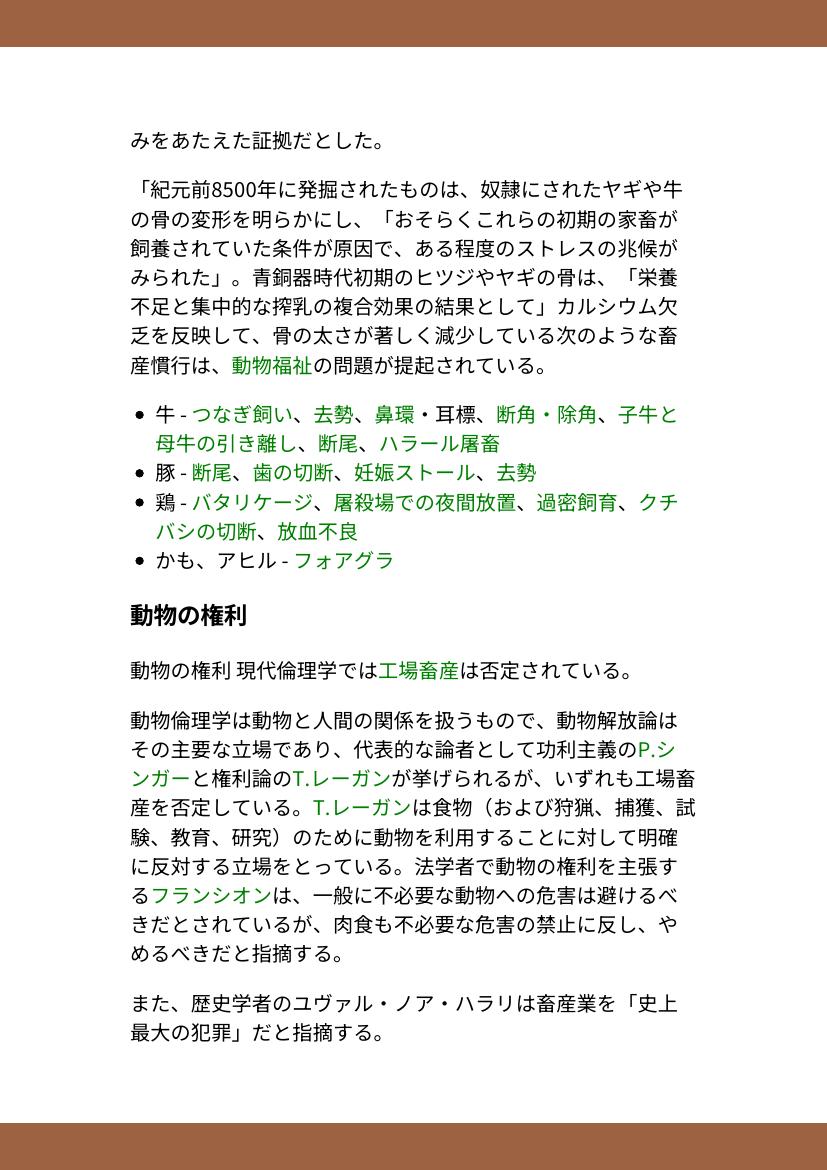 みをあたえた証拠だとした。
「紀元前8500年に発掘されたものは、奴隷にされたヤギや牛
の骨の変形を明らかにし、「おそらくこれらの初期の家畜が
飼養されていた条件が原因で、ある程度のストレスの兆候が
みられた」。青銅器時代初期のヒツジやヤギの骨は、「栄養
不足と集中的な搾乳の複合効果の結果として」カルシウム欠
乏を反映して、骨の太さが著しく減少している次のような畜
産慣行は、動物福祉の問題が提起されている。
• 牛 - つなぎ飼い、去勢、鼻環・耳標、断角・除角、子牛と
母牛の引き離し、断尾、ハラール屠畜
• 豚 - 断尾、歯の切断、妊娠ストール、去勢
• 鶏 - バタリケージ、屠殺場での夜間放置、過密飼育、クチ
バシの切断、放血不良
• かも、アヒル - フォアグラ
動物の権利
動物の権利 現代倫理学では工場畜産は否定されている。
動物倫理学は動物と人間の関係を扱うもので、動物解放論は
その主要な立場であり、代表的な論者として功利主義のP.シ
ンガーと権利論のT.レーガンが挙げられるが、いずれも工場畜
産を否定している。T.レーガンは食物（および狩猟、捕獲、試
験、教育、研究）のために動物を利用することに対して明確
に反対する立場をとっている。法学者で動物の権利を主張す
るフランシオンは、一般に不必要な動物への危害は避けるべ
きだとされているが、肉食も不必要な危害の禁止に反し、や
めるべきだと指摘する。
また、歴史学者のユヴァル・ノア・ハラリは畜産業を「史上
最大の犯罪」だと指摘する。